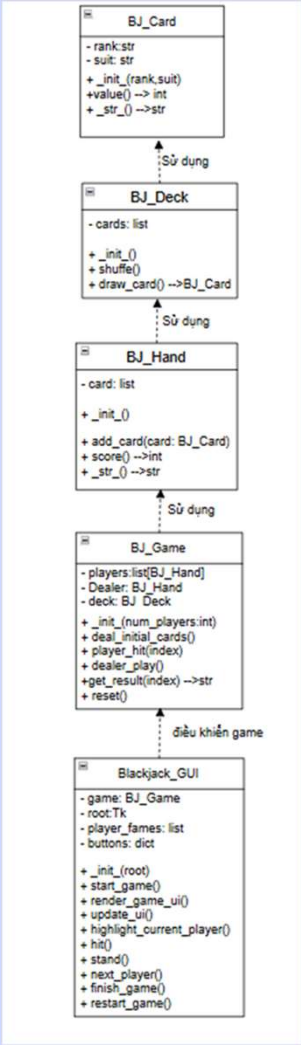 BJ_Card
- rank:str
- suit: str
+ _init_(rank,suit)
+value() --> int
+ _str_() -->str
Sử dụng
BJ_Deck
- cards: list
+ _init_()
+ shuffe()
+ draw_card() -->BJ_Card
Sử dụng
BJ_Hand
- card: list
+ _init_()
+ add_card(card: BJ_Card)
+ score() -->int
+ _str_() -->str
Sử dụng
BJ_Game
- players:list[BJ_Hand]
- Dealer: BJ_Hand
- deck: BJ_Deck
+ _init_(num_players:int)
+ deal_initial_cards()
+ player_hit(index)
+ dealer_play()
+get_result(index) -->str
+ reset()
điều khiển game
Blackjack_GUI
- game: BJ_Game
- root:Tk
- player_fames: list
- buttons: dict
+ _init_(root)
+ start_game()
+ render_game_ui()
+ update_ui()
+ highlight_current_player()
+ hit()
+ stand()
+ next_player()
+ finish_game()
+ restart_game()